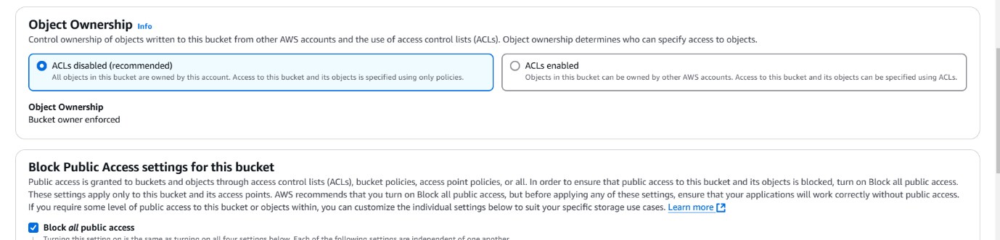 Object Ownership Info
Control ownership of objects written to this bucket from other AWS accounts and the use of access control lists (ACLs). Object ownership determines who can specify access to objects.
ACLs disabled (recommended)
All objects in this bucket are owned by this account. Access to this bucket and its objects is specified using only policies.
ACLs enabled
Objects in this bucket can be owned by other AWS accounts. Access to this bucket and its objects can be specified using ACLs.
Object Ownership
Bucket owner enforced
Block Public Access settings for this bucket
Public access is granted to buckets and objects through access control lists (ACLs), bucket policies, access point policies, or all. In order to ensure that public access to this bucket and its objects is blocked, turn on Block all public access.
These settings apply only to this bucket and its access points. AWS recommends that you turn on Block all public access, but before applying any of these settings, ensure that your applications will work correctly without public access.
If you require some level of public access to this bucket or objects within, you can customize the individual settings below to suit your specific storage use cases. Learn more
Block all public access
Turning this setting on is the same as turning on all four settings below. Each of the following settings are independent of one another.